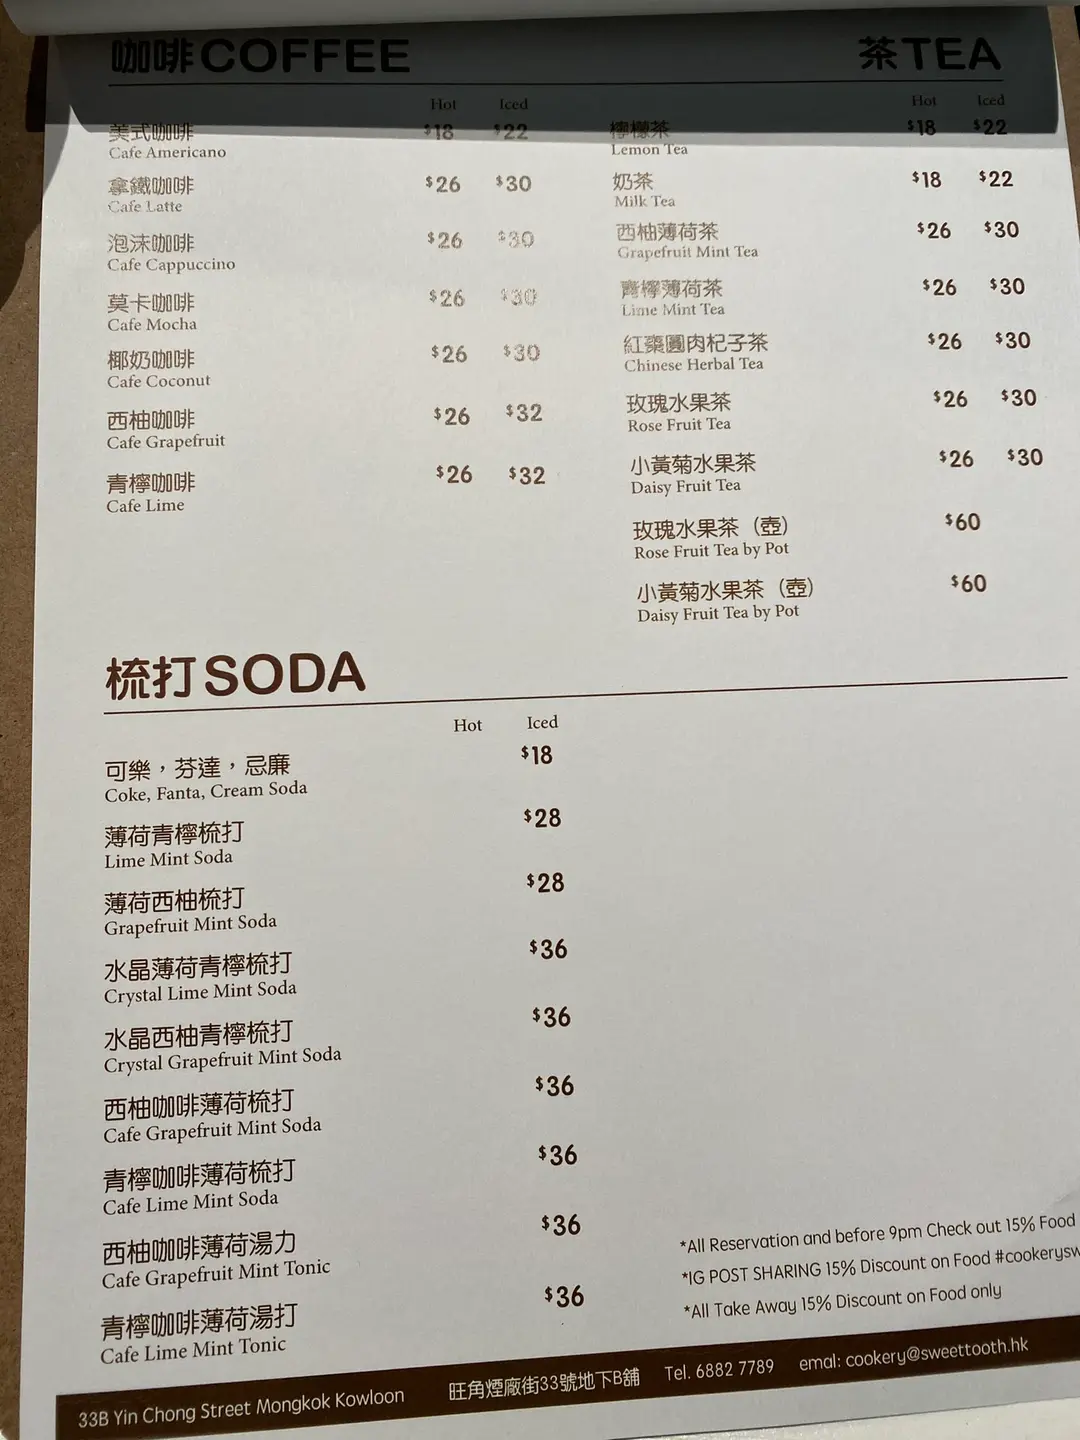 咖啡COFFEE
Hot Iced
美式咖啡 $18 $22
Cafe Americano
拿鐵咖啡 $26 $30
Cafe Latte
泡沫咖啡 $26 $30
Cafe Cappuccino
莫卡咖啡 $26 $30
Cafe Mocha
椰奶咖啡 $26 $30
Cafe Coconut
西柚咖啡 $26 $32
Cafe Grapefruit
青檸咖啡 $26 $32
Cafe Lime
茶TEA
Hot Iced
檸檬茶 $18 $22
Lemon Tea
奶茶 $18 $22
Milk Tea
西柚薄荷茶 $26 $30
Grapefruit Mint Tea
青檸薄荷茶 $26 $30
Lime Mint Tea
紅棗圓肉杞子茶 $26 $30
Chinese Herbal Tea
玫瑰水果茶 $26 $30
Rose Fruit Tea
小黃菊水果茶 $26 $30
Daisy Fruit Tea
玫瑰水果茶（壺） $60
Rose Fruit Tea by Pot
小黃菊水果茶（壺） $60
Daisy Fruit Tea by Pot
梳打SODA
Hot Iced
可樂，芬達，忌廉 $18
Coke, Fanta, Cream Soda
薄荷青檸梳打 $28
Lime Mint Soda
薄荷西柚梳打 $28
Grapefruit Mint Soda
水晶薄荷青檸梳打 $36
Crystal Lime Mint Soda
水晶西柚青檸梳打 $36
Crystal Grapefruit Mint Soda
西柚咖啡薄荷梳打 $36
Cafe Grapefruit Mint Soda
青檸咖啡薄荷梳打 $36
Cafe Lime Mint Soda
西柚咖啡薄荷湯力 $36
Cafe Grapefruit Mint Tonic
青檸咖啡薄荷湯打 $36
Cafe Lime Mint Tonic
*All Reservation and before 9pm Check out 15% Food
*IG POST SHARING 15% Discount on Food #cookerysw
*All Take Away 15% Discount on Food only
33B Yin Chong Street Mongkok Kowloon 旺角煙廠街33號地下B舖 Tel. 6882 7789 emal: cookery@sweettooth.hk